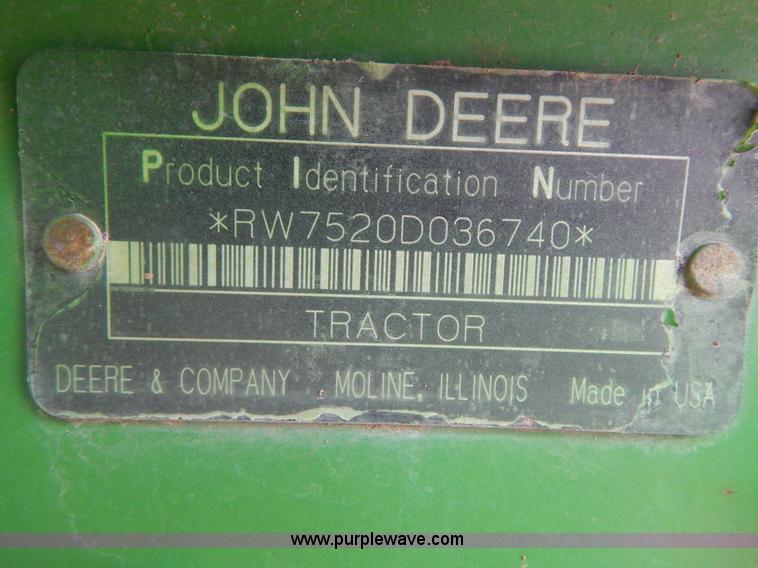 JOHN DEERE
Product Identification Number
*RW7520D036740*
TRACTOR
DEERE & COMPANY MOLINE, ILLINOIS Made in USA
www.purplewave.com